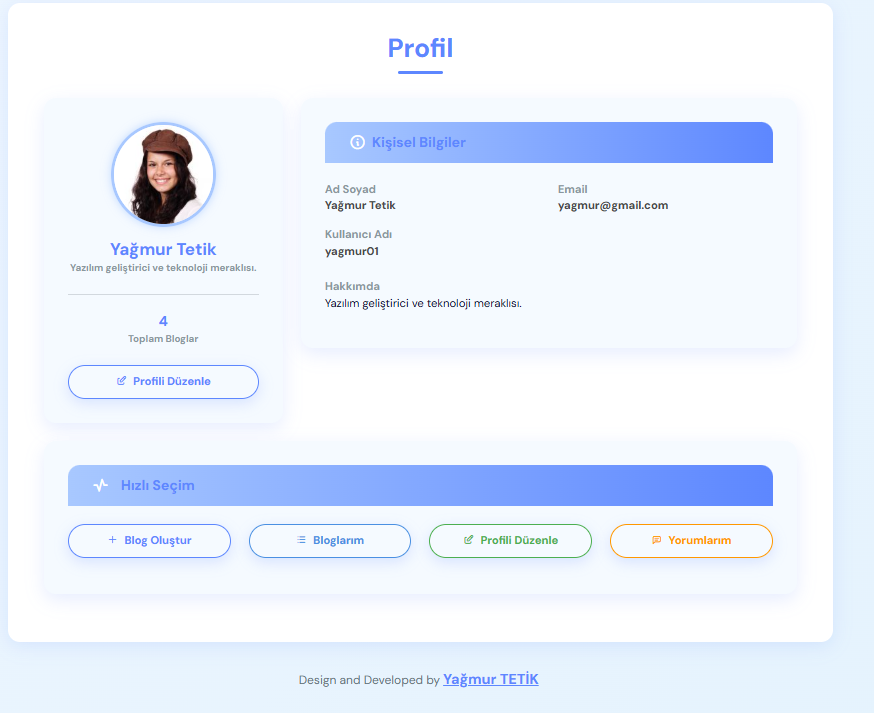 Profil
Yağmur Tetik
Yazılım geliştirici ve teknoloji meraklısı.
4
Toplam Bloglar
Profili Düzenle
Kişisel Bilgiler
Ad Soyad
Yağmur Tetik
Email
yagmur@gmail.com
Kullanıcı Adı
yagmur01
Hakkımda
Yazılım geliştirici ve teknoloji meraklısı.
Hızlı Seçim
Blog Oluştur
Bloglarım
Profili Düzenle
Yorumlarım
Design and Developed by Yağmur TETİK